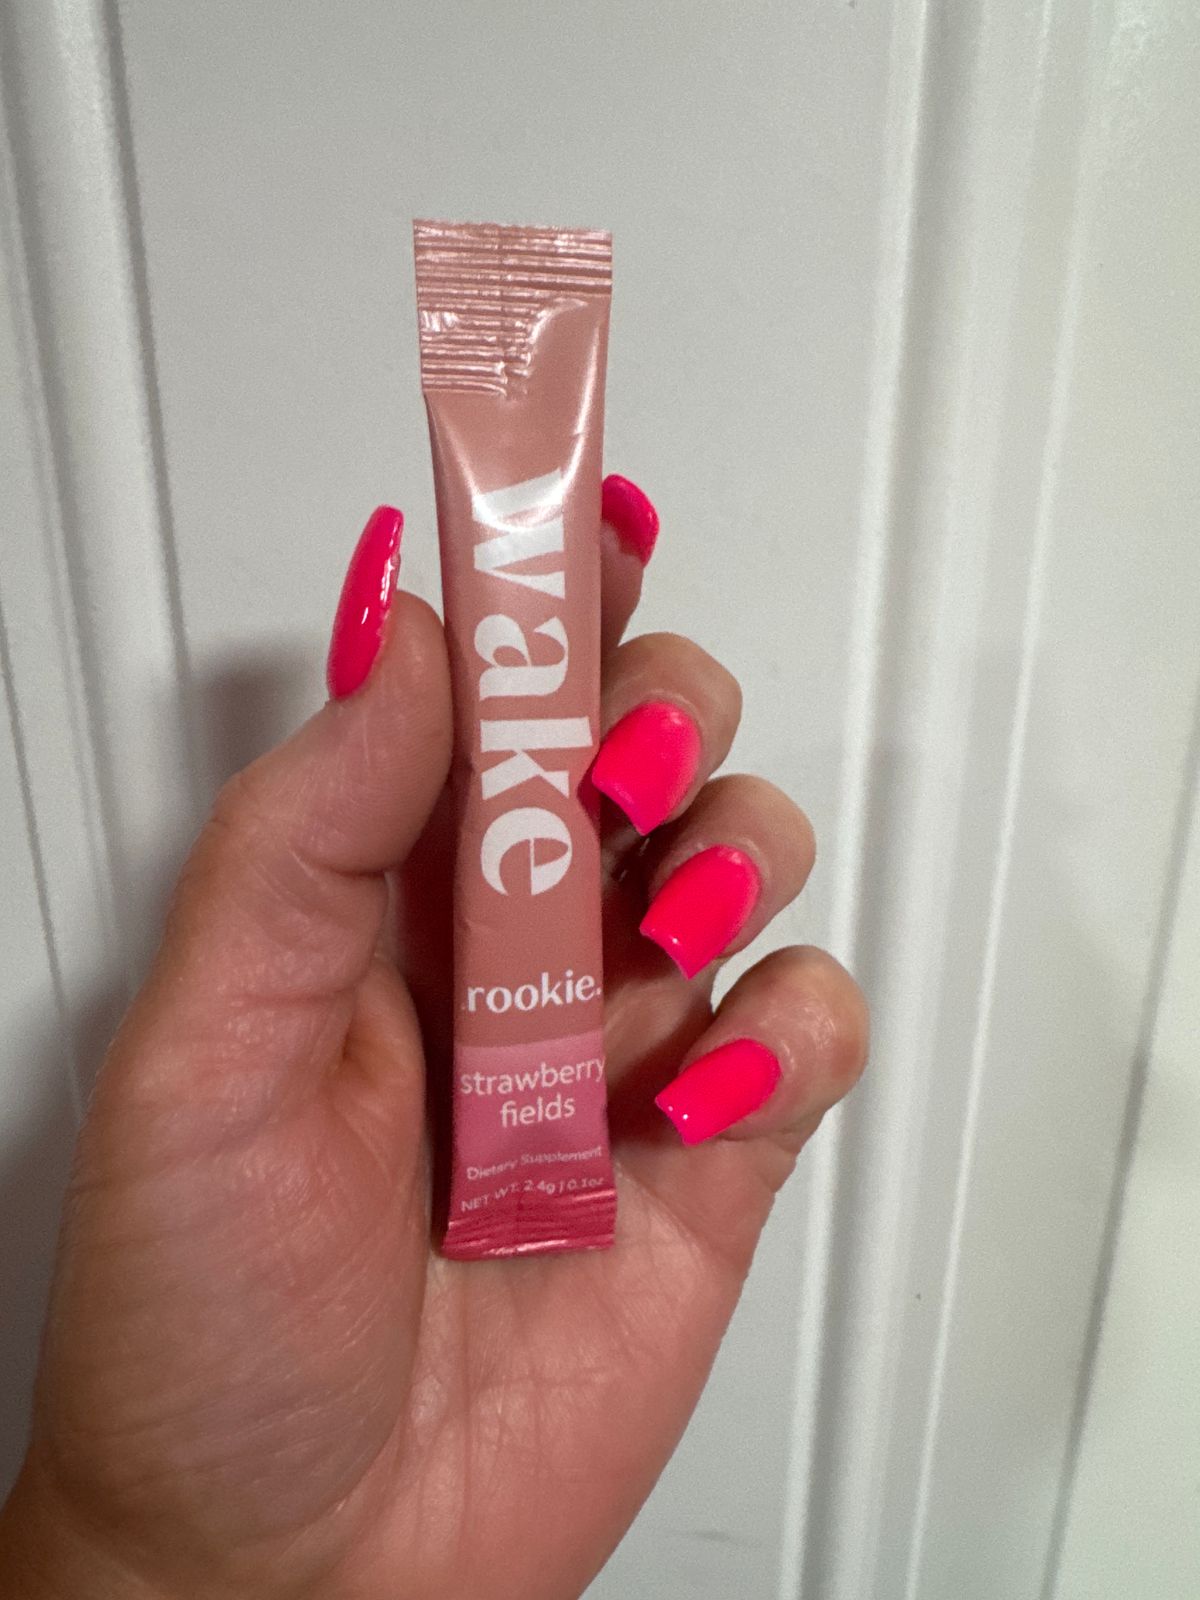 wake
.rookie.
strawberry
fields
Dietary Supplement
NET WT. 2.4g | 0.1oz